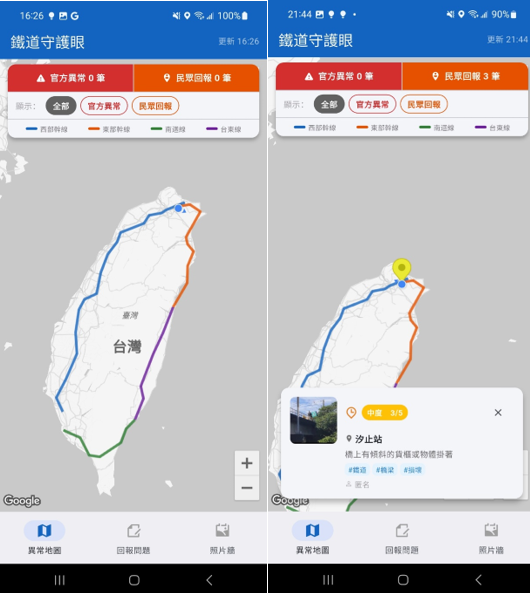 16:26
100%
鐵道守護眼
更新 16:26
官方異常 0 筆
民眾回報 0 筆
顯示:
全部
官方異常
民眾回報
西部幹線
東部幹線
南迴線
台東線
臺灣
台灣
+
−
Google
異常地圖
回報問題
照片牆
21:44
90%
鐵道守護眼
更新 21:44
官方異常 0 筆
民眾回報 3 筆
顯示:
全部
官方異常
民眾回報
西部幹線
東部幹線
南迴線
台東線
中度 3/5
汐止站
橋上有傾斜的貨櫃或物體掛著
#鐵道 #橋梁 #損壞
匿名
Google
異常地圖
回報問題
照片牆